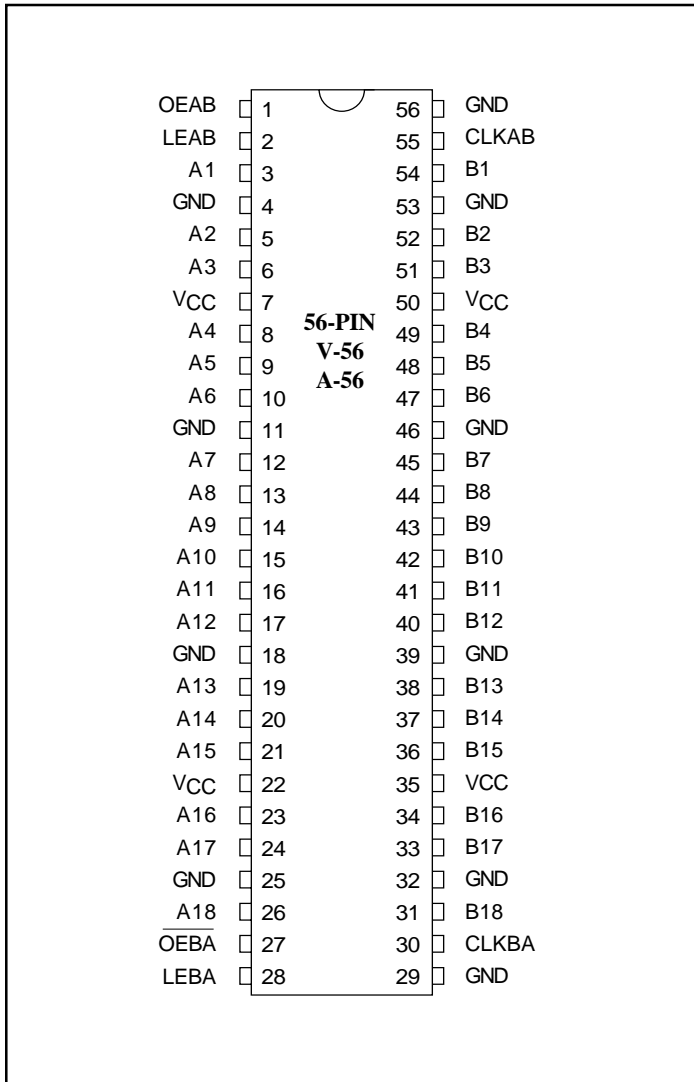 OEAB 1 56 GND
LEAB 2 55 CLKAB
A1 3 54 B1
GND 4 53 GND
A2 5 52 B2
A3 6 51 B3
VCC 7 50 VCC
56-PIN
A4 8 49 B4
V-56
A5 9 48 B5
A-56
A6 10 47 B6
GND 11 46 GND
A7 12 45 B7
A8 13 44 B8
A9 14 43 B9
A10 15 42 B10
A11 16 41 B11
A12 17 40 B12
GND 18 39 GND
A13 19 38 B13
A14 20 37 B14
A15 21 36 B15
VCC 22 35 VCC
A16 23 34 B16
A17 24 33 B17
GND 25 32 GND
A18 26 31 B18
O̅E̅B̅A̅ 27 30 CLKBA
LEBA 28 29 GND